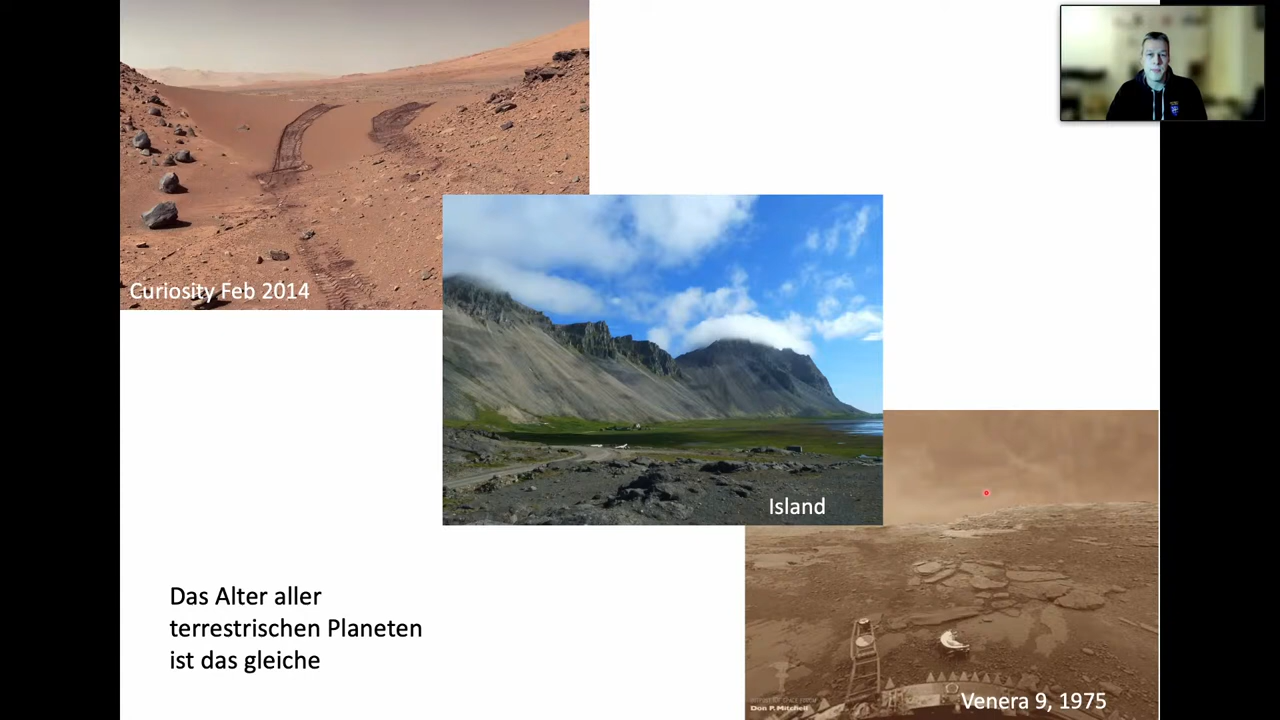 Curiosity Feb 2014
Island
Das Alter aller
terrestrischen Planeten
ist das gleiche
Don P. Mitchell
Venera 9, 1975